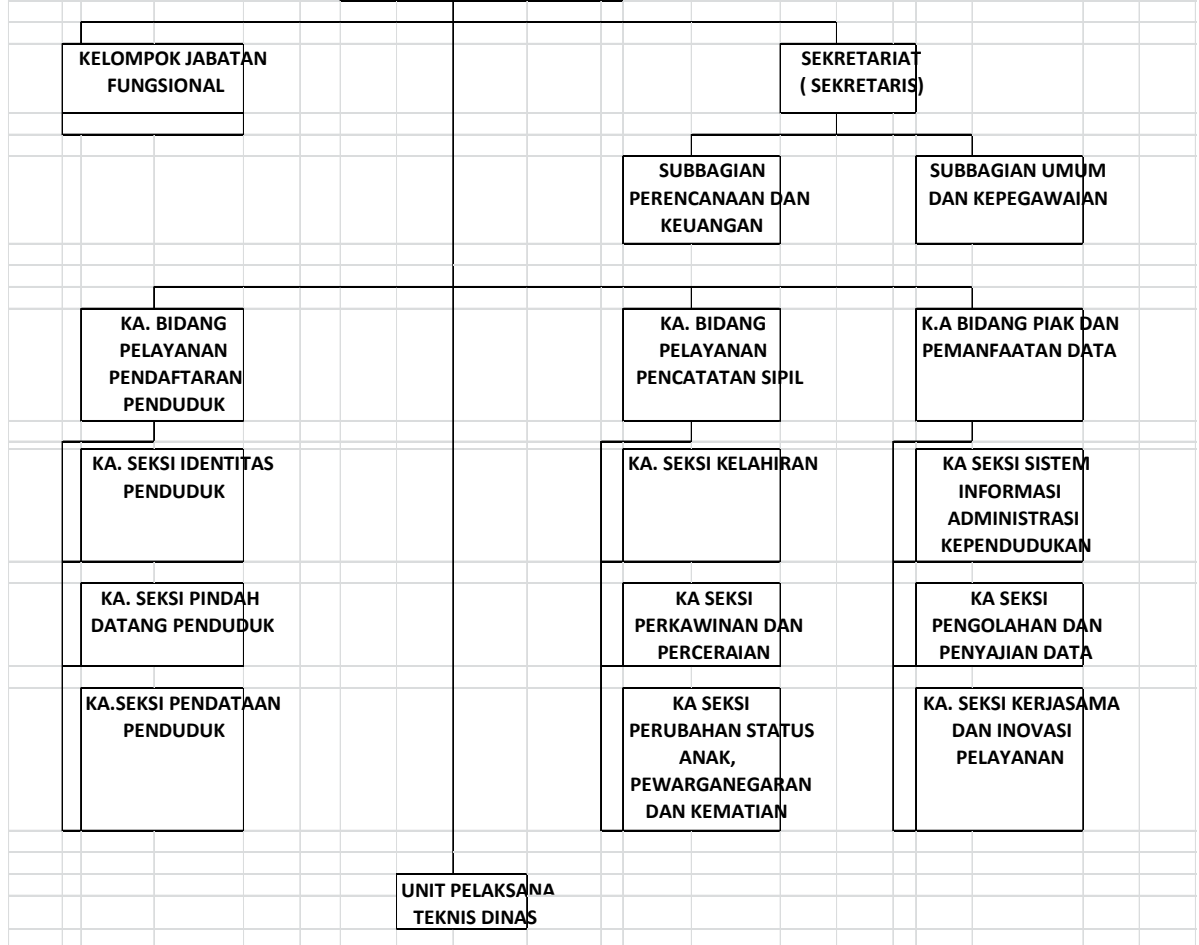 KELOMPOK JABATAN
FUNGSIONAL
SEKRETARIAT
( SEKRETARIS)
SUBBAGIAN
PERENCANAAN DAN
KEUANGAN
SUBBAGIAN UMUM
DAN KEPEGAWAIAN
KA. BIDANG
PELAYANAN
PENDAFTARAN
PENDUDUK
KA. BIDANG
PELAYANAN
PENCATATAN SIPIL
K.A BIDANG PIAK DAN
PEMANFAATAN DATA
KA. SEKSI IDENTITAS
PENDUDUK
KA. SEKSI KELAHIRAN
KA SEKSI SISTEM
INFORMASI
ADMINISTRASI
KEPENDUDUKAN
KA. SEKSI PINDAH
DATANG PENDUDUK
KA SEKSI
PERKAWINAN DAN
PERCERAIAN
KA SEKSI
PENGOLAHAN DAN
PENYAJIAN DATA
KA.SEKSI PENDATAAN
PENDUDUK
KA SEKSI
PERUBAHAN STATUS
ANAK,
PEWARGANEGARAN
DAN KEMATIAN
KA. SEKSI KERJASAMA
DAN INOVASI
PELAYANAN
UNIT PELAKSANA
TEKNIS DINAS